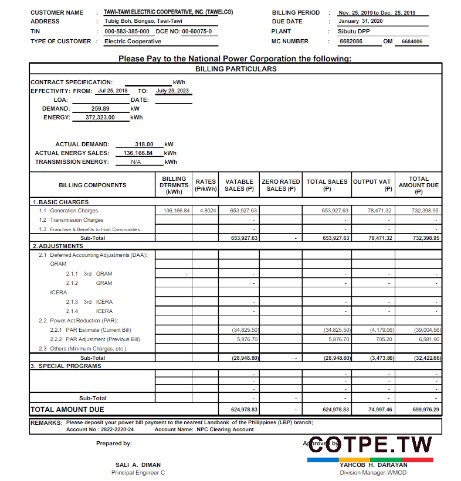 CUSTOMER NAME : TAWI-TAWI ELECTRIC COOPERATIVE, INC. (TAWELCO) BILLING PERIOD : Nov. 26, 2019 to Dec. 25, 2019
ADDRESS : Tubig Boh, Bongao, Tawi-Tawi DUE DATE : January 31, 2020
TIN : 000-583-385-000 DCE NO: 00-60075-0 PLANT : Sibutu DPP
TYPE OF CUSTOMER : Electric Cooperative MC NUMBER : 6682086 OM 6684006
Please Pay to the National Power Corporation the following:
BILLING PARTICULARS
CONTRACT SPECIFICATION: kWh
EFFECTIVITY: FROM: Jul 26, 2018 TO: July 25, 2023
LOA: DATE:
DEMAND: 259.89 kW
ENERGY: 372,323.00 kWh
ACTUAL DEMAND: 318.00 kW
ACTUAL ENERGY SALES: 136,166.84 kWh
TRANSMISSION ENERGY: N/A kWh
BILLING COMPONENTS BILLING DTRMNTS (kWh) RATES (P/kWh) VATABLE SALES (P) ZERO RATED SALES (P) TOTAL SALES (P) OUTPUT VAT (P) TOTAL AMOUNT DUE (P)
1. BASIC CHARGES
1.1 Generation Charges 136,166.84 4.8024 653,927.63 653,927.63 78,471.32 732,398.95
1.2 Transmission Charges - - - -
1.3 Franchise & Benefits to Host Communities - - - -
Sub-Total 653,927.63 - 653,927.63 78,471.32 732,398.95
2. ADJUSTMENTS
2.1 Deferred Accounting Adjustments (DAA):
GRAM
2.1.1 3rd GRAM - - - - -
2.1.2 GRAM - - - -
ICERA
2.1.3 3rd ICERA - - - -
2.1.4 ICERA - - - -
2.2 Power Act Reduction (PAR):
2.2.1 PAR Estimate (Current Bill) (34,825.50) (34,825.50) (4,179.06) (39,004.56)
2.2.2 PAR Adjustment (Previous Bill) 5,876.70 5,876.70 705.20 6,581.90
2.3 Others (Minimum Charges, etc.) - - - -
Sub-Total (28,948.80) - (28,948.80) (3,473.86) (32,422.66)
3. SPECIAL PROGRAMS
Sub-Total - - - - -
TOTAL AMOUNT DUE 624,978.83 - 624,978.83 74,997.46 699,976.29
REMARKS: Please deposit your power bill payment to the nearest Landbank of the Philippines (LBP) branch;
Account No : 2822-2220-24 Account Name: NPC Clearing Account
Prepared by: Approved by:
COTPE.TW
SALI A. DIMAN YAHCOB H. DARAYAN
Principal Engineer C Division Manager-WMOD